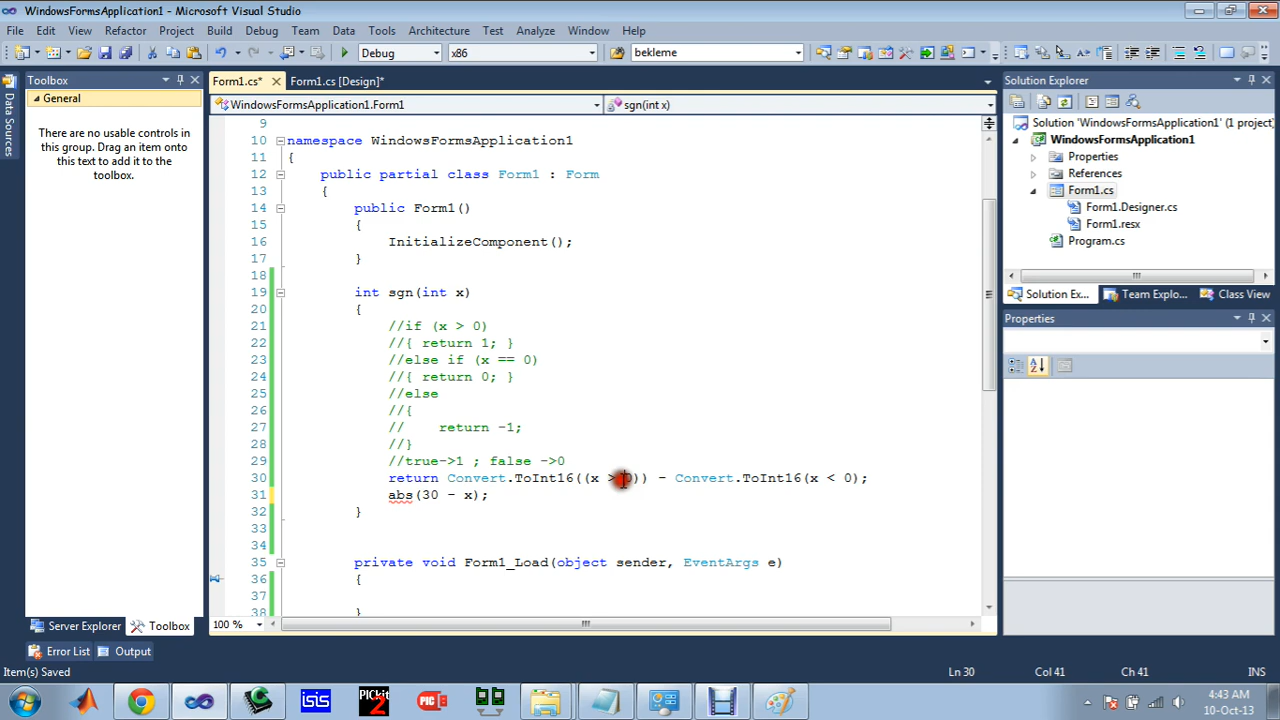 WindowsFormsApplication1 - Microsoft Visual Studio
File Edit View Refactor Project Build Debug Team Data Tools Architecture Test Analyze Window Help
Debug x86 bekleme
Toolbox
General
There are no usable controls in
this group. Drag an item onto
this text to add it to the
toolbox.
Data Sources
Server Explorer Toolbox
Form1.cs* Form1.cs [Design]*
WindowsFormsApplication1.Form1 sgn(int x)
9
10 namespace WindowsFormsApplication1
11 {
12 public partial class Form1 : Form
13 {
14 public Form1()
15 {
16 InitializeComponent();
17 }
18
19 int sgn(int x)
20 {
21 //if (x > 0)
22 //{ return 1; }
23 //else if (x == 0)
24 //{ return 0; }
25 //else
26 //{
27 // return -1;
28 //}
29 //true->1 ; false ->0
30 return Convert.ToInt16((x > 0)) - Convert.ToInt16(x < 0);
31 abs(30 - x);
32 }
33
34
35 private void Form1_Load(object sender, EventArgs e)
36 {
37
38 }
100 %
Solution Explorer
Solution 'WindowsFormsApplication1' (1 project)
WindowsFormsApplication1
Properties
References
Form1.cs
Form1.Designer.cs
Form1.resx
Program.cs
Solution Ex... Team Explo... Class View
Properties
Error List Output
Item(s) Saved Ln 30 Col 41 Ch 41 INS
isis PICkit 2 PIC
4:43 AM
10-Oct-13